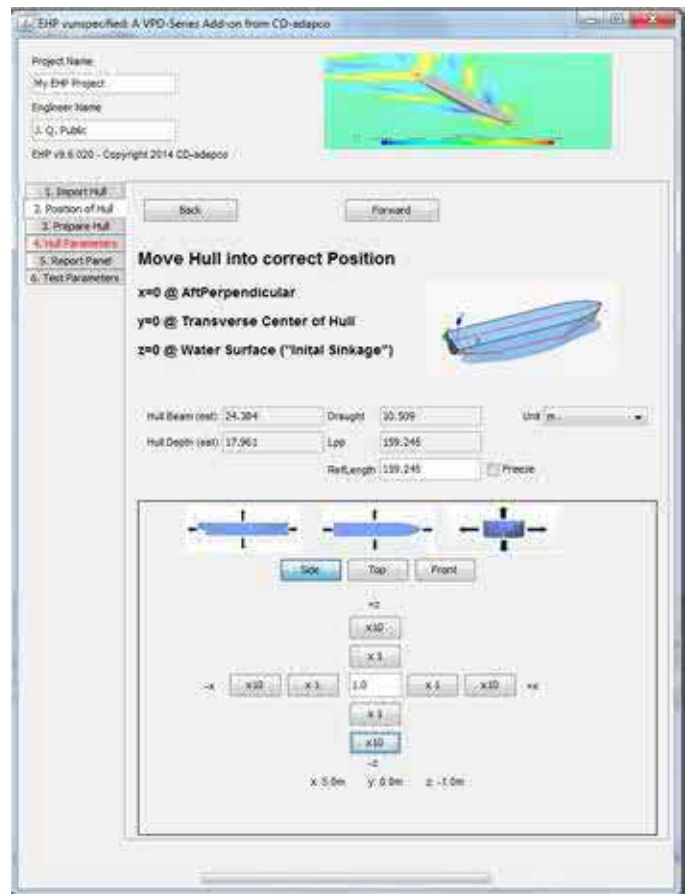 EHP vunspecified: A VPD-Series Add-on from CD-adapco
Project Name
My EHP Project
Engineer Name
J. Q. Public
EHP v9.6.020 - Copyright 2014 CD-adapco
1. Import Hull
2. Position of Hull
3. Prepare Hull
4. Hull Parameters
5. Report Panel
6. Test Parameters
Back Forward
Move Hull into correct Position
x=0 @ AftPerpendicular
y=0 @ Transverse Center of Hull
z=0 @ Water Surface ("Inital Sinkage")
Hull Beam (est) 24.384 Draught 10.509 Unit m
Hull Depth (est) 17.961 Lpp 159.245
RefLength 159.245 Freeze
Side Top Front
+z
x10
x 1
-x x10 x 1 1.0 x 1 x10 +x
x 1
x10
-z
x: 5.0m y: 0.0m z: -1.0m